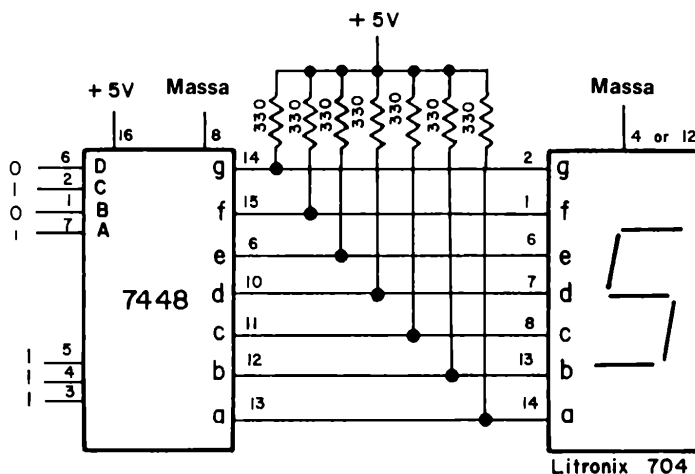 + 5V
+ 5V Massa 330 330 330 330 330 330 330 Massa
16 8 4 or 12
0 6 D g 14 2 g
1 2 C
0 1 B f 15 1 f
1 7 A
e 6 6 e
7448 d 10 7 d
c 11 8 c
1 5
1 4 b 12 13 b
1 3
a 13 14 a
Litronix 704